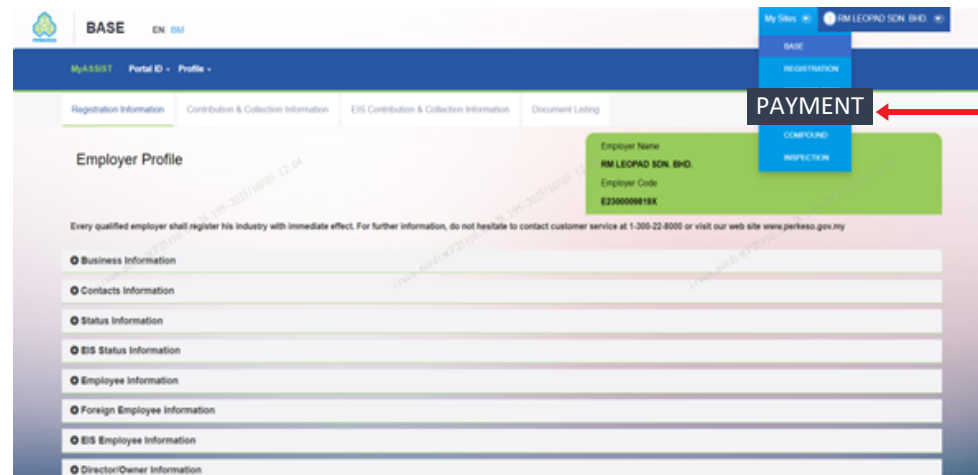 PERKESO
BASE EN BM
My Sites RM LEOPAD SDN. BHD.
BASE
REGISTRATION
PAYMENT
COMPOUND
INSPECTION
MyASSIST Portal ID Profile
Registration Information Contribution & Collection Information EIS Contribution & Collection Information Document Listing
Employer Profile
Employer Name
RM LEOPAD SDN. BHD.
Employer Code
E2300009819X
Every qualified employer shall register his industry with immediate effect. For further information, do not hesitate to contact customer service at 1-300-22-8000 or visit our web site www.perkeso.gov.my
Business Information
Contacts Information
Status Information
EIS Status Information
Employee Information
Foreign Employee Information
EIS Employee Information
Director/Owner Information